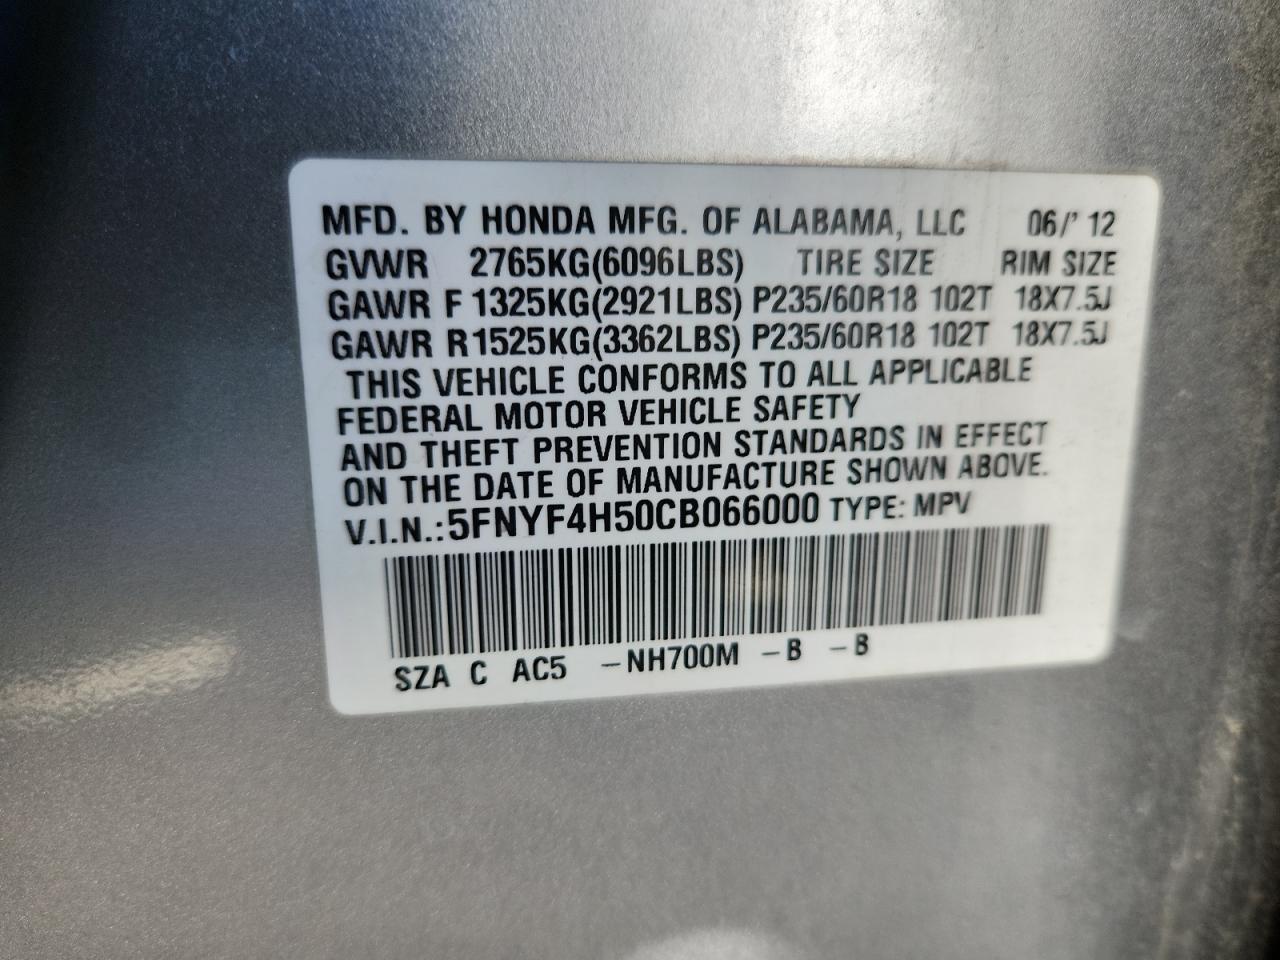 MFD. BY HONDA MFG. OF ALABAMA, LLC 06/' 12
GVWR 2765KG(6096LBS) TIRE SIZE RIM SIZE
GAWR F 1325KG(2921LBS) P235/60R18 102T 18X7.5J
GAWR R1525KG(3362LBS) P235/60R18 102T 18X7.5J
THIS VEHICLE CONFORMS TO ALL APPLICABLE
FEDERAL MOTOR VEHICLE SAFETY
AND THEFT PREVENTION STANDARDS IN EFFECT
ON THE DATE OF MANUFACTURE SHOWN ABOVE.
V.I.N.:5FNYF4H50CB066000 TYPE: MPV
SZA C AC5 -NH700M -B -B